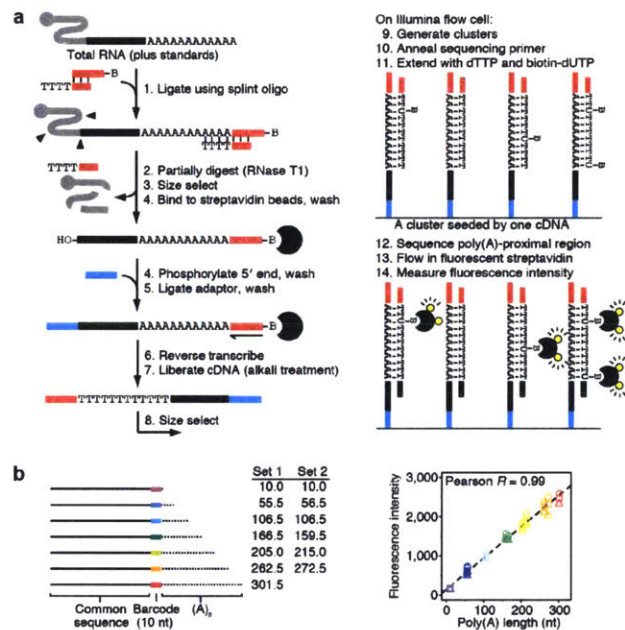 a
AAAAAAAAAAAA
Total RNA (plus standards)
B
TTTT
1. Ligate using splint oligo
AAAAAAAAAAAA
B
TTTT
TTTT
2. Partially digest (RNase T1)
3. Size select
4. Bind to streptavidin beads, wash
HO
AAAAAAAAAAAA
B
4. Phosphorylate 5′ end, wash
5. Ligate adaptor, wash
AAAAAAAAAAAA
B
6. Reverse transcribe
7. Liberate cDNA (alkali treatment)
TTTTTTTTTTTT
8. Size select
On Illumina flow cell:
9. Generate clusters
10. Anneal sequencing primer
11. Extend with dTTP and biotin-dUTP
B
B
B
B
A cluster seeded by one cDNA
12. Sequence poly(A)-proximal region
13. Flow in fluorescent streptavidin
14. Measure fluorescence intensity
B
B
B
B
b
Set 1 Set 2
10.0 10.0
55.5 56.5
106.5 106.5
166.5 159.5
205.0 215.0
262.5 272.5
301.5
Common sequence
Barcode (10 nt)
(A)n
Pearson R = 0.99
Fluorescence intensity
3,000
2,000
1,000
0
0 100 200 300
Poly(A) length (nt)